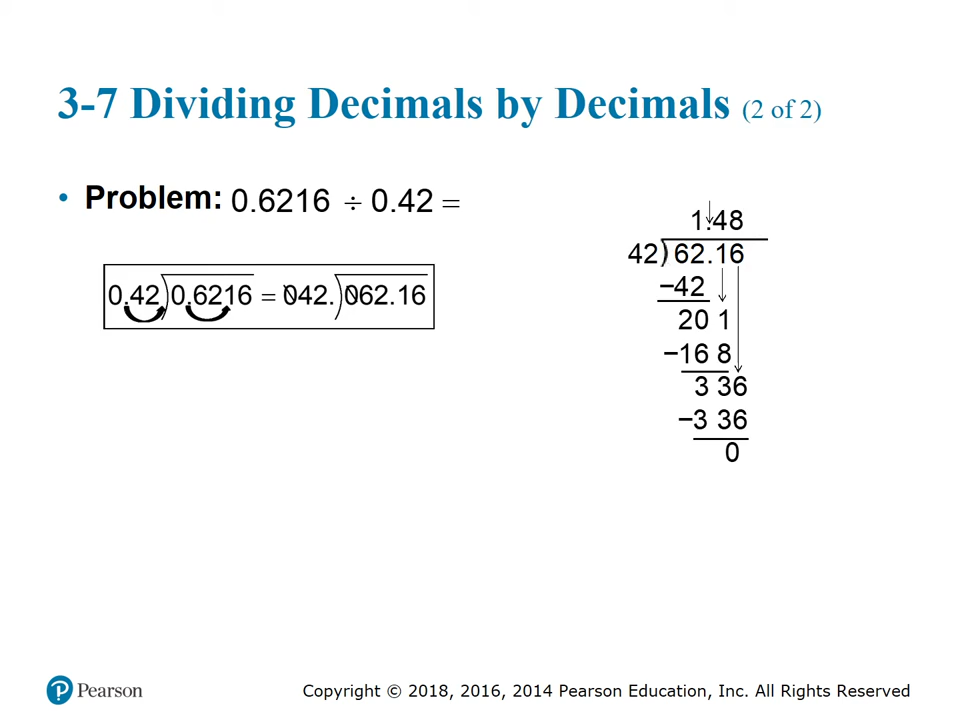 3-7 Dividing Decimals by Decimals (2 of 2)
• Problem: 0.6216 ÷ 0.42 =
0.42)0.6216 = 042.)062.16
1.48
42)62.16
−42
20 1
−16 8
3 36
−3 36
0
Pearson
Copyright © 2018, 2016, 2014 Pearson Education, Inc. All Rights Reserved